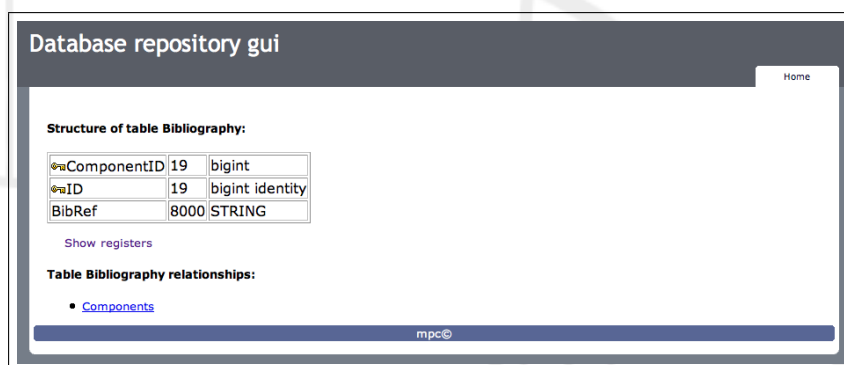 Database repository gui
Home
Structure of table Bibliography:
ComponentID 19 bigint
ID 19 bigint identity
BibRef 8000 STRING
Show registers
Table Bibliography relationships:
Components
mpc©